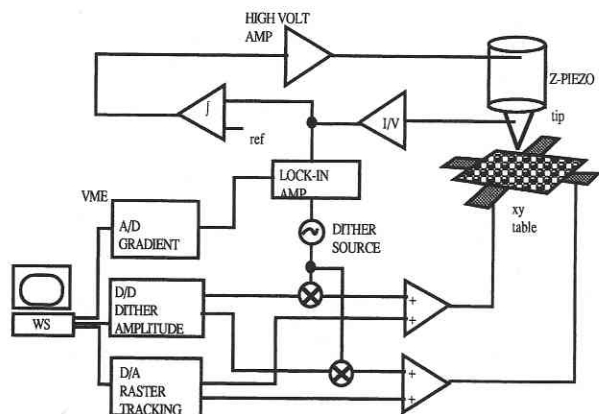 HIGH VOLT
AMP
Z-PIEZO
∫
I/V
tip
ref
LOCK-IN
AMP
VME
A/D
GRADIENT
DITHER
SOURCE
xy
table
D/D
DITHER
AMPLITUDE
WS
+
+
D/A
RASTER
TRACKING
+
+